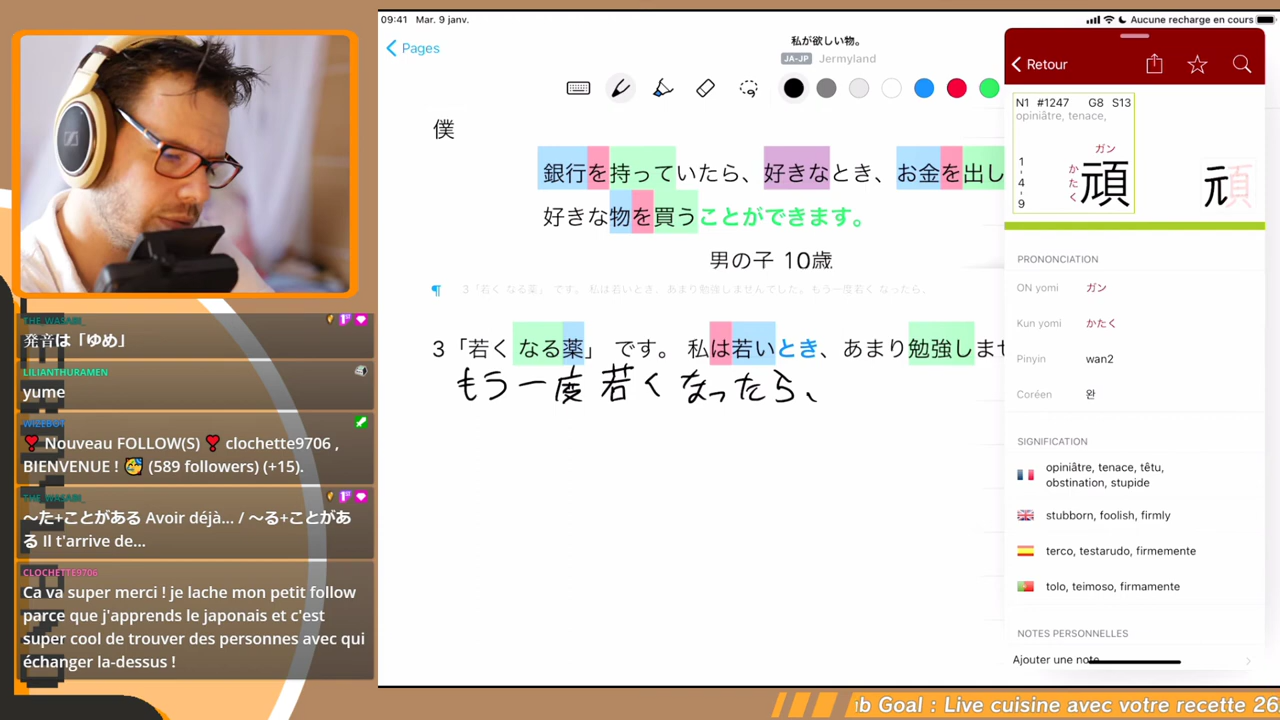 09:41 Mar. 9 janv.
Aucune recharge en cours
Pages
私が欲しい物。
JA-JP Jermyland
僕
銀行を持っていたら、好きなとき、お金を出し
好きな物を買うことができます。
男の子 10歳
¶ 3「若く なる薬」 です。 私は若いとき、あまり勉強しませんでした。もう一度若く なったら、
3「若く なる薬」 です。 私は若いとき、あまり勉強しませ
もう一度若くなったら、
Retour
N1 #1247 G8 S13
opiniâtre, tenace,
1-4-9
ガン
かたく
頑
頑
PRONONCIATION
ON yomi ガン
Kun yomi かたく
Pinyin wan2
Coréen 완
SIGNIFICATION
opiniâtre, tenace, têtu,
obstination, stupide
stubborn, foolish, firmly
terco, testarudo, firmemente
tolo, teimoso, firmamente
NOTES PERSONNELLES
Ajouter une note
THE_WASABI_
発音は「ゆめ」
LILIANTHURAMEN
yume
WIZEBOT
Nouveau FOLLOW(S) clochette9706 ,
BIENVENUE ! (589 followers) (+15).
THE_WASABI_
〜た+ことがある Avoir déjà... / 〜る+ことがあ
る Il t'arrive de...
CLOCHETTE9706
Ca va super merci ! je lache mon petit follow
parce que j'apprends le japonais et c'est
super cool de trouver des personnes avec qui
échanger la-dessus !
b Goal : Live cuisine avec votre recette 26